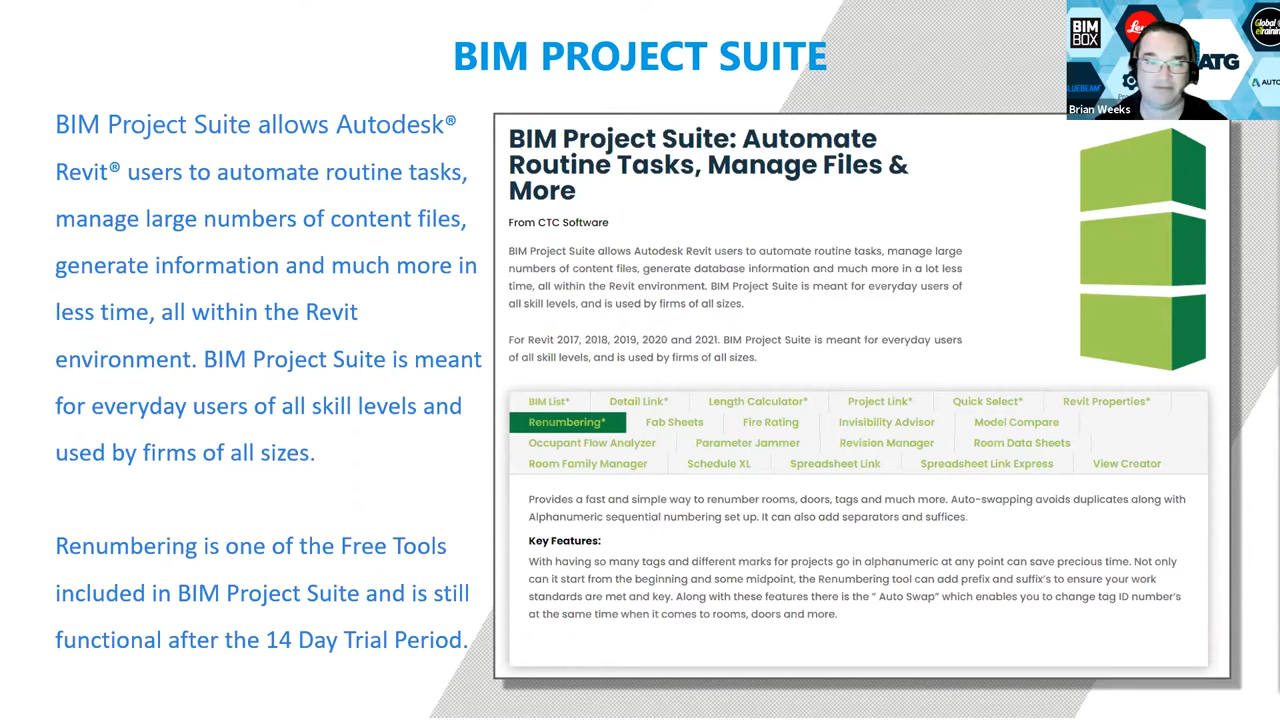 BIM PROJECT SUITE
BIM Project Suite allows Autodesk®
Revit® users to automate routine tasks,
manage large numbers of content files,
generate information and much more in
less time, all within the Revit
environment. BIM Project Suite is meant
for everyday users of all skill levels and
used by firms of all sizes.
Renumbering is one of the Free Tools
included in BIM Project Suite and is still
functional after the 14 Day Trial Period.
BIM Project Suite: Automate
Routine Tasks, Manage Files &
More
From CTC Software
BIM Project Suite allows Autodesk Revit users to automate routine tasks, manage large
numbers of content files, generate database information and much more in a lot less
time, all within the Revit environment. BIM Project Suite is meant for everyday users of
all skill levels, and is used by firms of all sizes.
For Revit 2017, 2018, 2019, 2020 and 2021. BIM Project Suite is meant for everyday users
of all skill levels, and is used by firms of all sizes.
BIM List* Detail Link* Length Calculator* Project Link* Quick Select* Revit Properties*
Renumbering* Fab Sheets Fire Rating Invisibility Advisor Model Compare
Occupant Flow Analyzer Parameter Jammer Revision Manager Room Data Sheets
Room Family Manager Schedule XL Spreadsheet Link Spreadsheet Link Express View Creator
Provides a fast and simple way to renumber rooms, doors, tags and much more. Auto-swapping avoids duplicates along with
Alphanumeric sequential numbering set up. It can also add separators and suffices.
Key Features:
With having so many tags and different marks for projects go in alphanumeric at any point can save precious time. Not only
can it start from the beginning and some midpoint, the Renumbering tool can add prefix and suffix's to ensure your work
standards are met and key. Along with these features there is the " Auto Swap" which enables you to change tag ID number's
at the same time when it comes to rooms, doors and more.
BIM
BOX
Global
eTraining
ATG
Brian Weeks